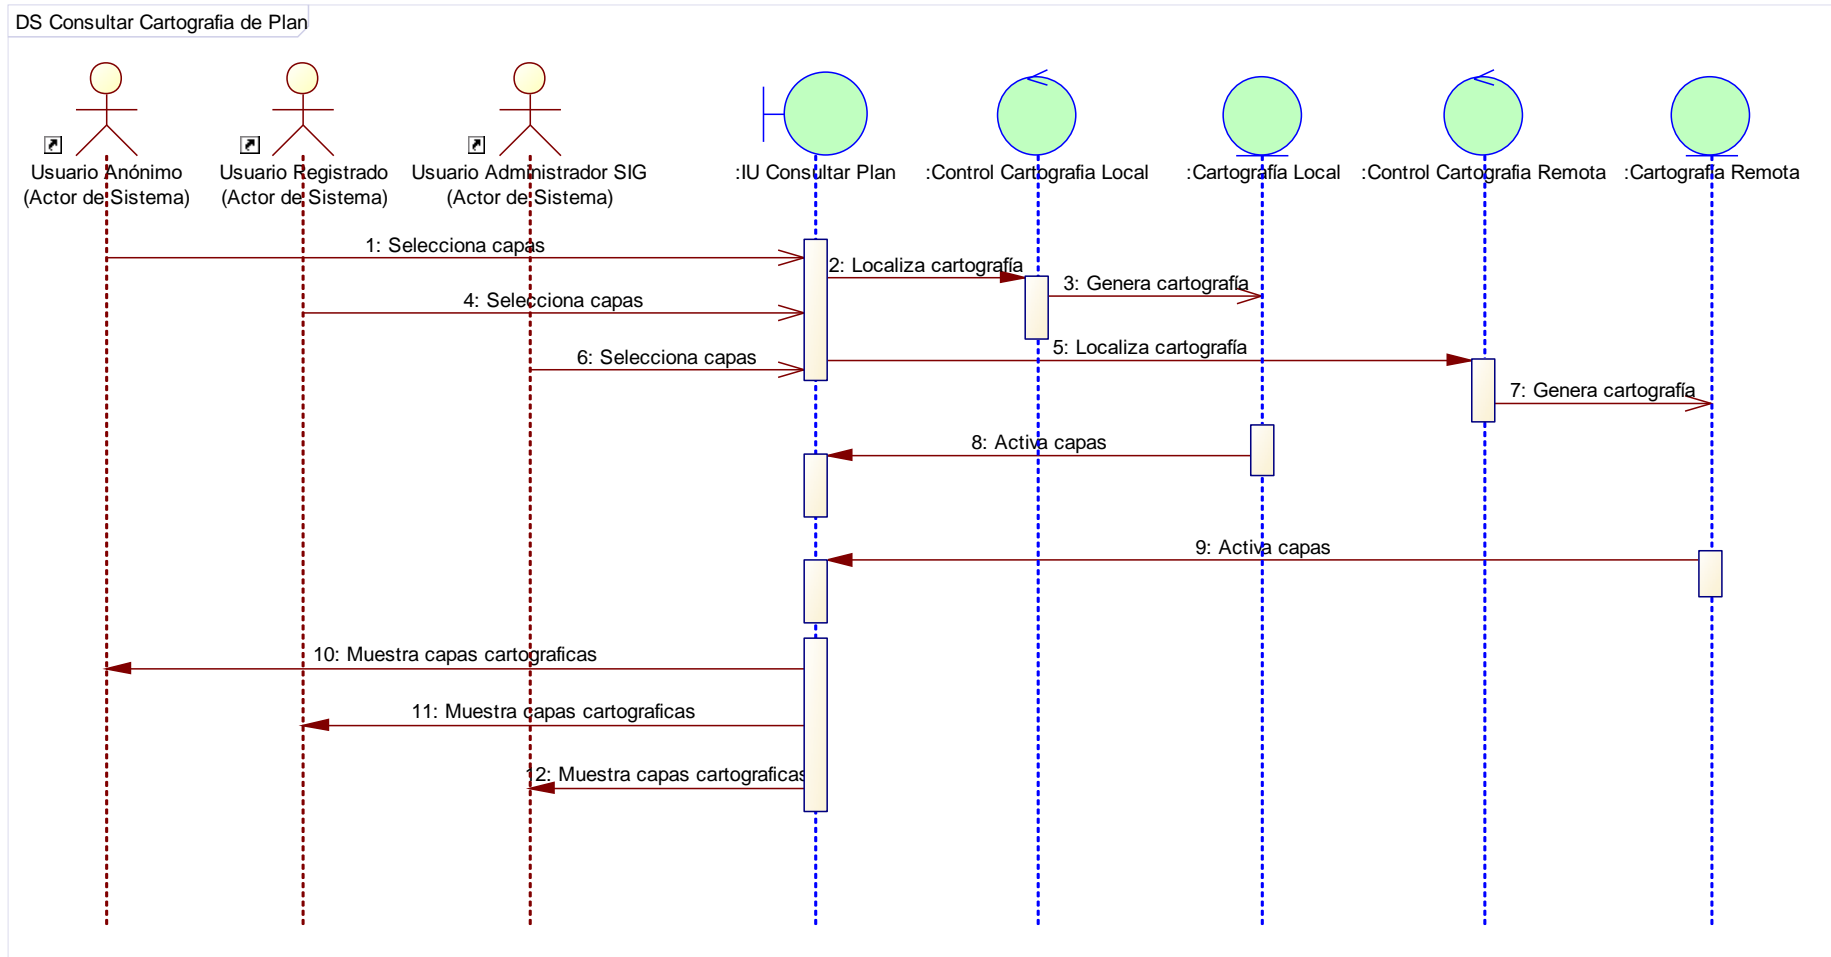 DS Consultar Cartografia de Plan
Usuario Anónimo
(Actor de Sistema)
Usuario Registrado
(Actor de Sistema)
Usuario Administrador SIG
(Actor de Sistema)
:IU Consultar Plan
:Control Cartografia Local
:Cartografía Local
:Control Cartografia Remota
:Cartografia Remota
1: Selecciona capas
2: Localiza cartografía
3: Genera cartografía
4: Selecciona capas
5: Localiza cartografía
6: Selecciona capas
7: Genera cartografía
8: Activa capas
9: Activa capas
10: Muestra capas cartograficas
11: Muestra capas cartograficas
12: Muestra capas cartograficas